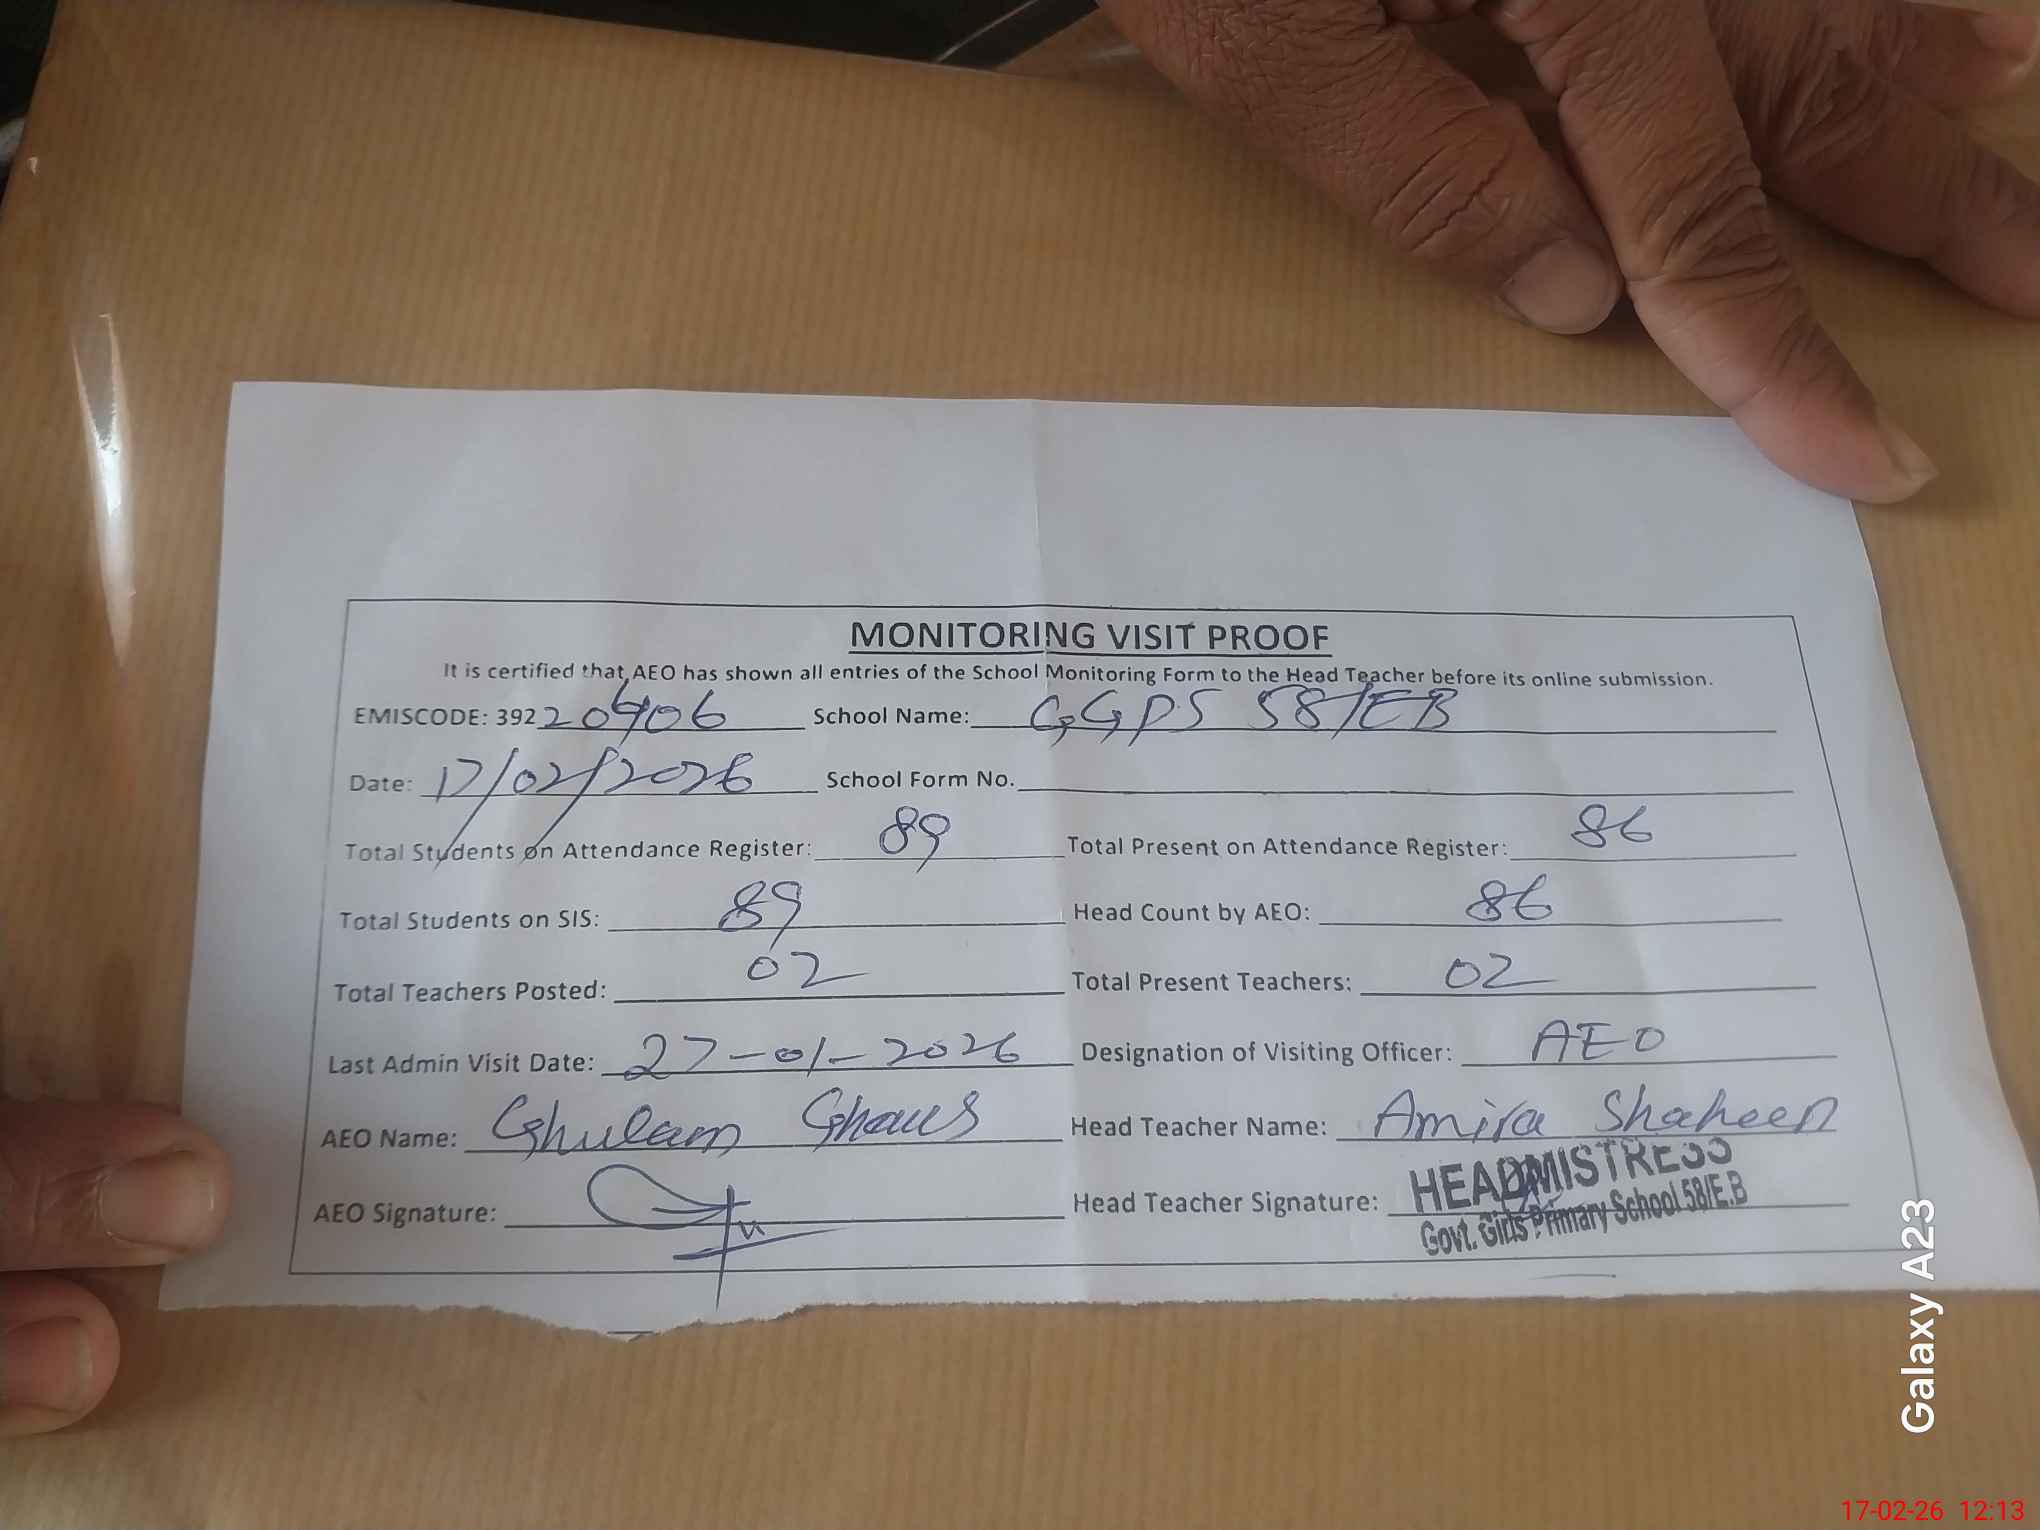 MONITORING VISIT PROOF
It is certified that AEO has shown all entries of the School Monitoring Form to the Head Teacher before its online submission.
EMISCODE: 39220406 School Name: GGPS 58/EB
Date: 17/02/2026 School Form No.
Total Students on Attendance Register: 89 Total Present on Attendance Register: 86
Total Students on SIS: 89 Head Count by AEO: 86
Total Teachers Posted: 02 Total Present Teachers: 02
Last Admin Visit Date: 27-01-2026 Designation of Visiting Officer: AEO
AEO Name: Ghulam Ghaus Head Teacher Name: Amira Shaheen
AEO Signature: Head Teacher Signature:
HEADMISTRESS
Govt. Girls Primary School 58/E.B
Galaxy A23
17-02-26 12:13